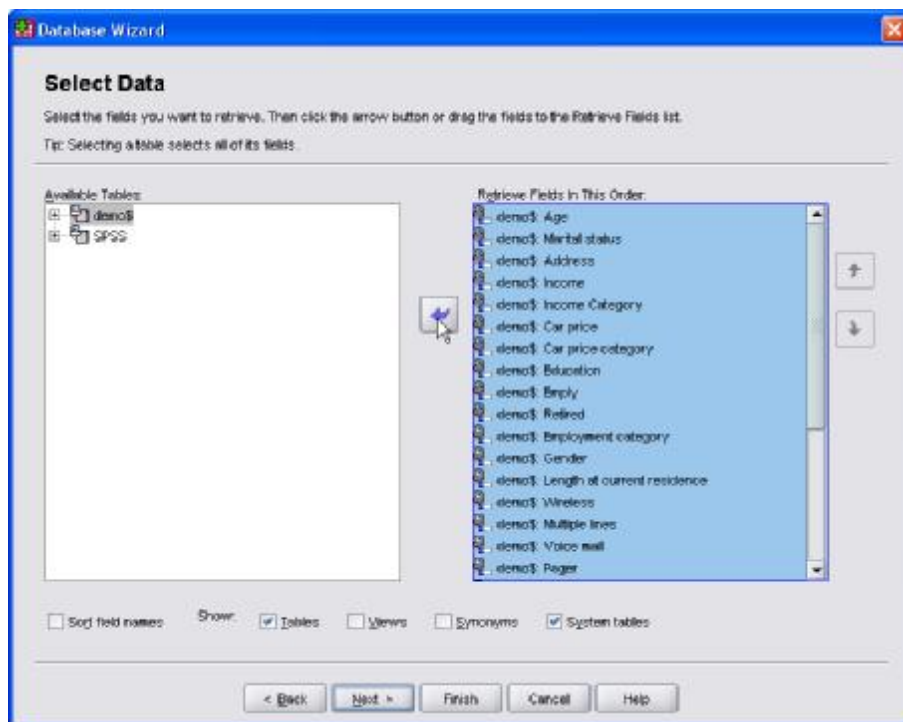 Database Wizard
Select Data
Select the fields you want to retrieve. Then click the arrow button or drag the fields to the Retrieve Fields list.
Tip: Selecting a table selects all of its fields.
Available Tables:
demo$
SPSS
Retrieve Fields In This Order:
demo$: Age
demo$: Marital status
demo$: Address
demo$: Income
demo$: Income Category
demo$: Car price
demo$: Car price category
demo$: Education
demo$: Emply
demo$: Retired
demo$: Employment category
demo$: Gender
demo$: Length at current residence
demo$: Wireless
demo$: Multiple lines
demo$: Voice mail
demo$: Pager
Sort field names
Show:
Tables
Views
Synonyms
System tables
< Back
Next >
Finish
Cancel
Help